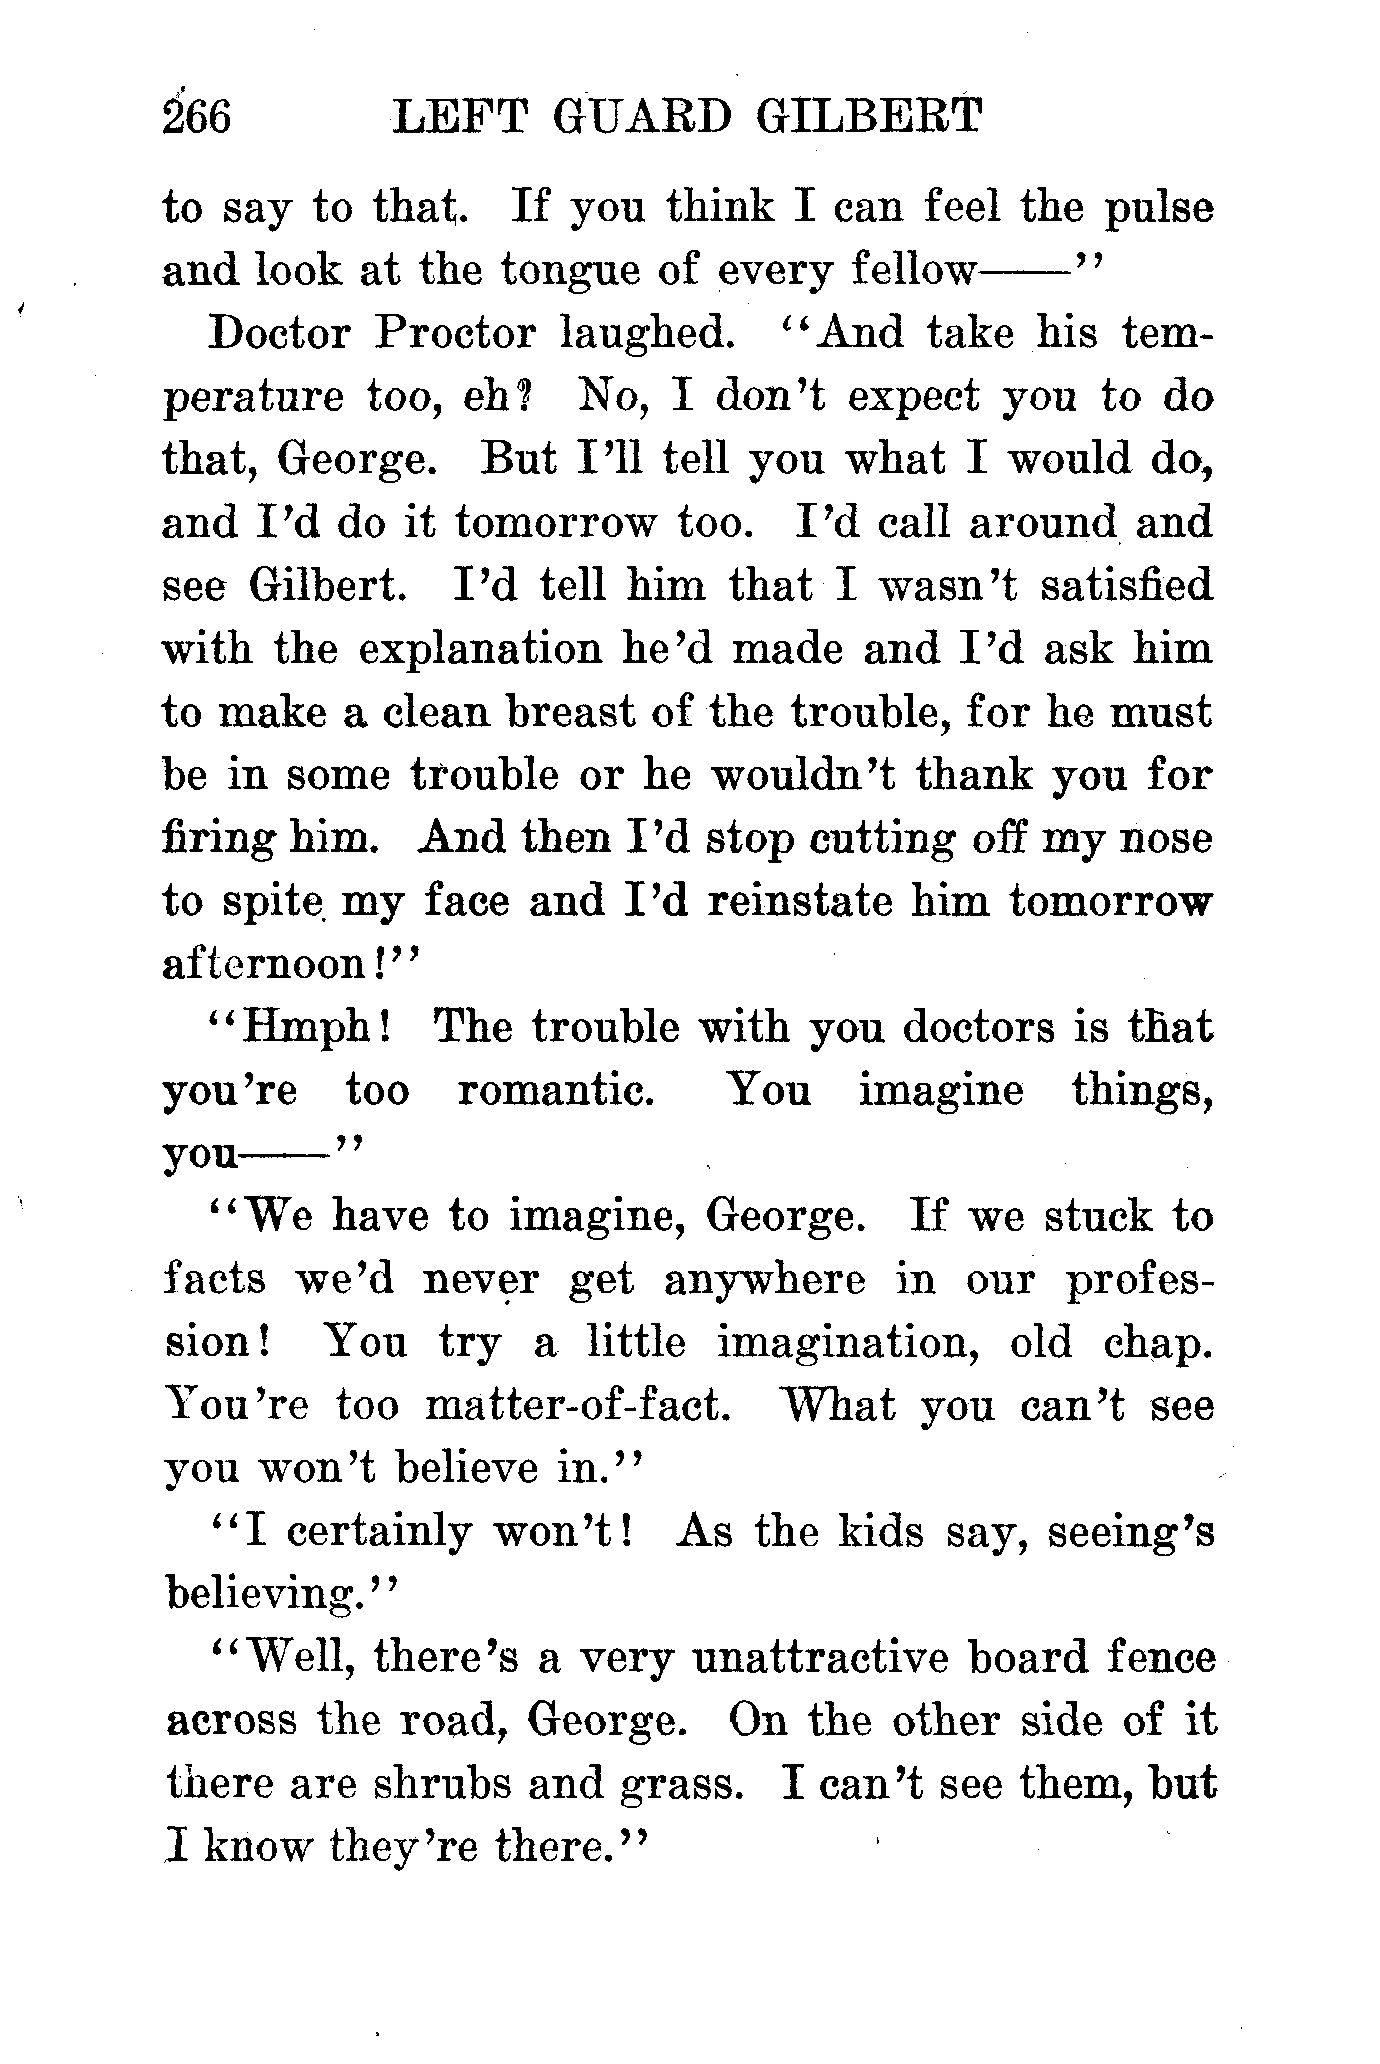 266 LEFT GUARD GILBERT
to say to that. If you think I can feel the pulse
and look at the tongue of every fellow——”
Doctor Proctor laughed. “And take his tem-
perature too, eh? No, I don’t expect you to do
that, George. But I’ll tell you what I would do,
and I’d do it tomorrow too. I’d call around and
see Gilbert. I’d tell him that I wasn’t satisfied
with the explanation he’d made and I’d ask him
to make a clean breast of the trouble, for he must
be in some trouble or he wouldn’t thank you for
firing him. And then I’d stop cutting off my nose
to spite my face and I’d reinstate him tomorrow
afternoon!”
“Hmph! The trouble with you doctors is that
you’re too romantic. You imagine things,
you——”
“We have to imagine, George. If we stuck to
facts we’d never get anywhere in our profes-
sion! You try a little imagination, old chap.
You’re too matter-of-fact. What you can’t see
you won’t believe in.”
“I certainly won’t! As the kids say, seeing’s
believing.”
“Well, there’s a very unattractive board fence
across the road, George. On the other side of it
there are shrubs and grass. I can’t see them, but
I know they’re there.”